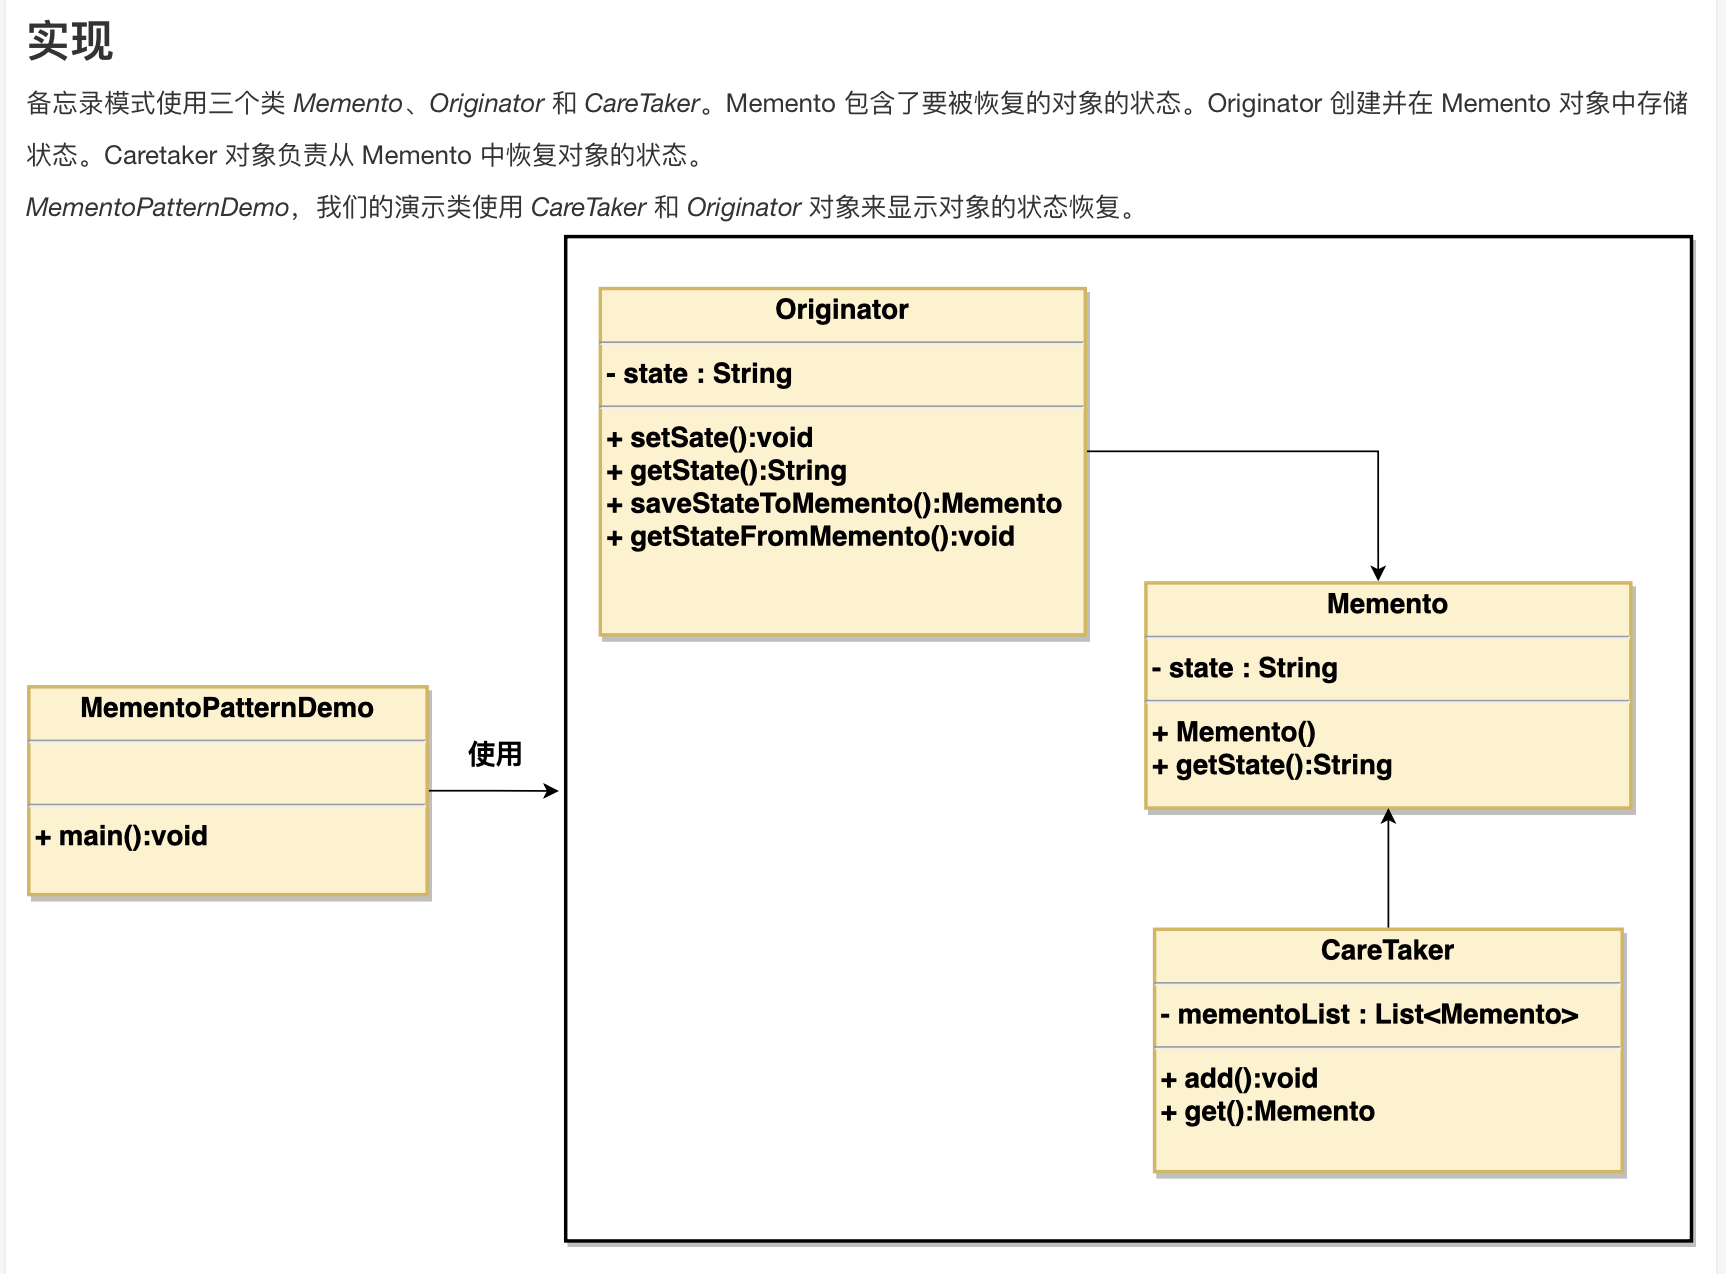 实现
备忘录模式使用三个类 Memento、Originator 和 CareTaker。Memento 包含了要被恢复的对象的状态。Originator 创建并在 Memento 对象中存储
状态。Caretaker 对象负责从 Memento 中恢复对象的状态。
MementoPatternDemo，我们的演示类使用 CareTaker 和 Originator 对象来显示对象的状态恢复。
Originator
- state : String
+ setSate():void
+ getState():String
+ saveStateToMemento():Memento
+ getStateFromMemento():void
Memento
- state : String
+ Memento()
+ getState():String
MementoPatternDemo
+ main():void
使用
CareTaker
- mementoList : List<Memento>
+ add():void
+ get():Memento